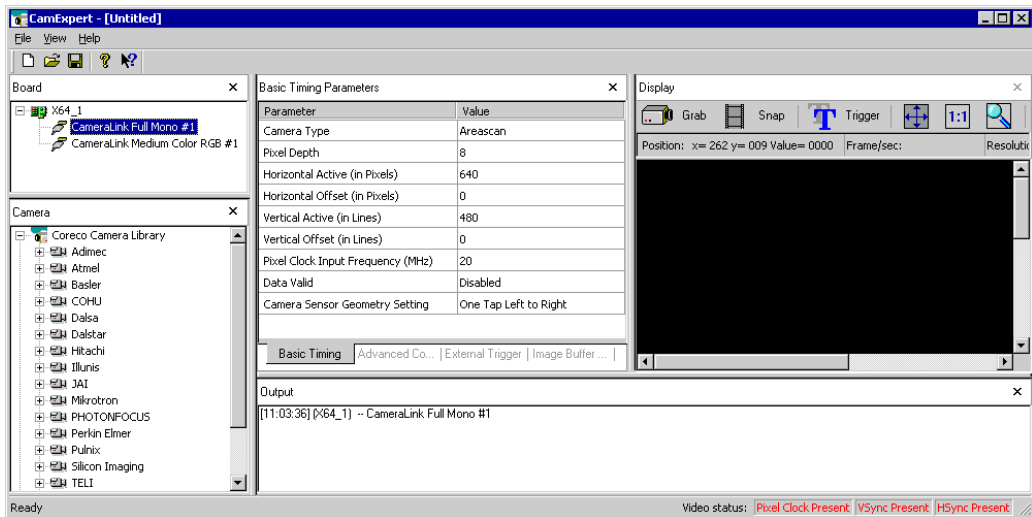 CamExpert - [Untitled]
File View Help
Board
X64_1
CameraLink Full Mono #1
CameraLink Medium Color RGB #1
Camera
Coreco Camera Library
Adimec
Atmel
Basler
COHU
Dalsa
Dalstar
Hitachi
Illunis
JAI
Mikrotron
PHOTONFOCUS
Perkin Elmer
Pulnix
Silicon Imaging
TELI
Basic Timing Parameters
Parameter Value
Camera Type Areascan
Pixel Depth 8
Horizontal Active (in Pixels) 640
Horizontal Offset (in Pixels) 0
Vertical Active (in Lines) 480
Vertical Offset (in Lines) 0
Pixel Clock Input Frequency (MHz) 20
Data Valid Disabled
Camera Sensor Geometry Setting One Tap Left to Right
Basic Timing Advanced Co... | External Trigger | Image Buffer ... |
Display
Grab Snap T Trigger 1:1
Position: x= 262 y= 009 Value= 0000 Frame/sec: Resolutic
Output
[11:03:36] (X64_1) -- CameraLink Full Mono #1
Ready Video status: Pixel Clock Present VSync Present HSync Present